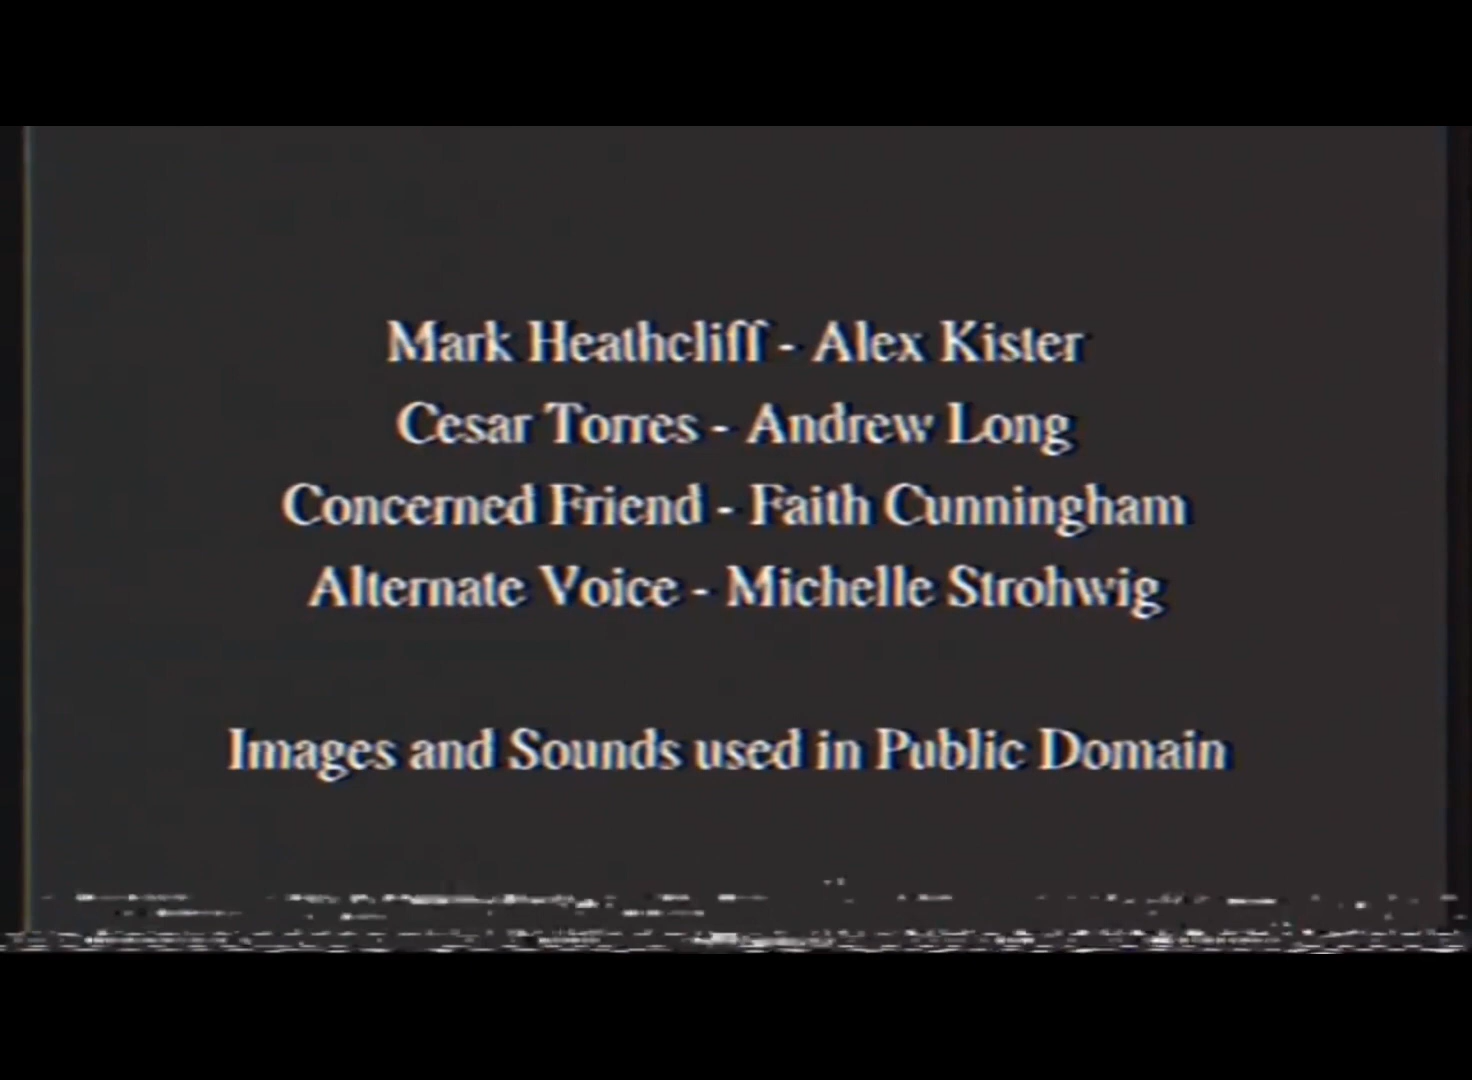 Mark Heathcliff - Alex Kister
Cesar Torres - Andrew Long
Concerned Friend - Faith Cunningham
Alternate Voice - Michelle Strohwig
Images and Sounds used in Public Domain